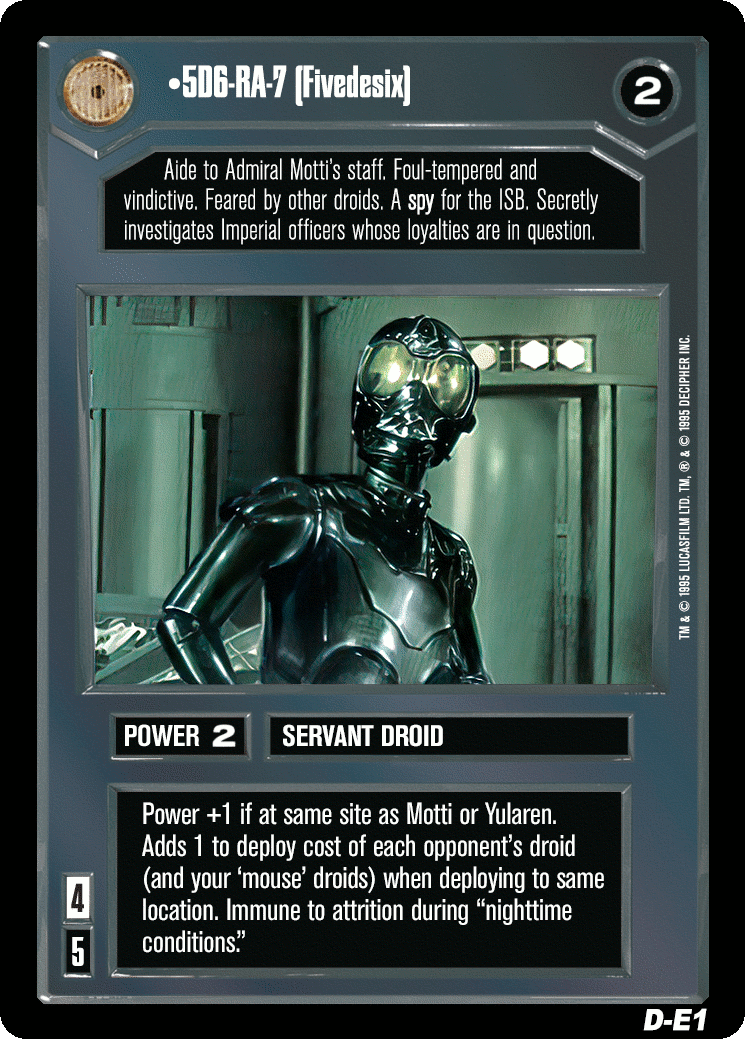 •5D6-RA-7 (Fivedesix)
2
Aide to Admiral Motti's staff. Foul-tempered and
vindictive. Feared by other droids. A spy for the ISB. Secretly
investigates Imperial officers whose loyalties are in question.
TM & © 1995 LUCASFILM LTD. TM, ® & © 1995 DECIPHER INC.
POWER 2
SERVANT DROID
Power +1 if at same site as Motti or Yularen.
Adds 1 to deploy cost of each opponent's droid
(and your 'mouse' droids) when deploying to same
location. Immune to attrition during “nighttime
conditions.”
4
5
D-E1